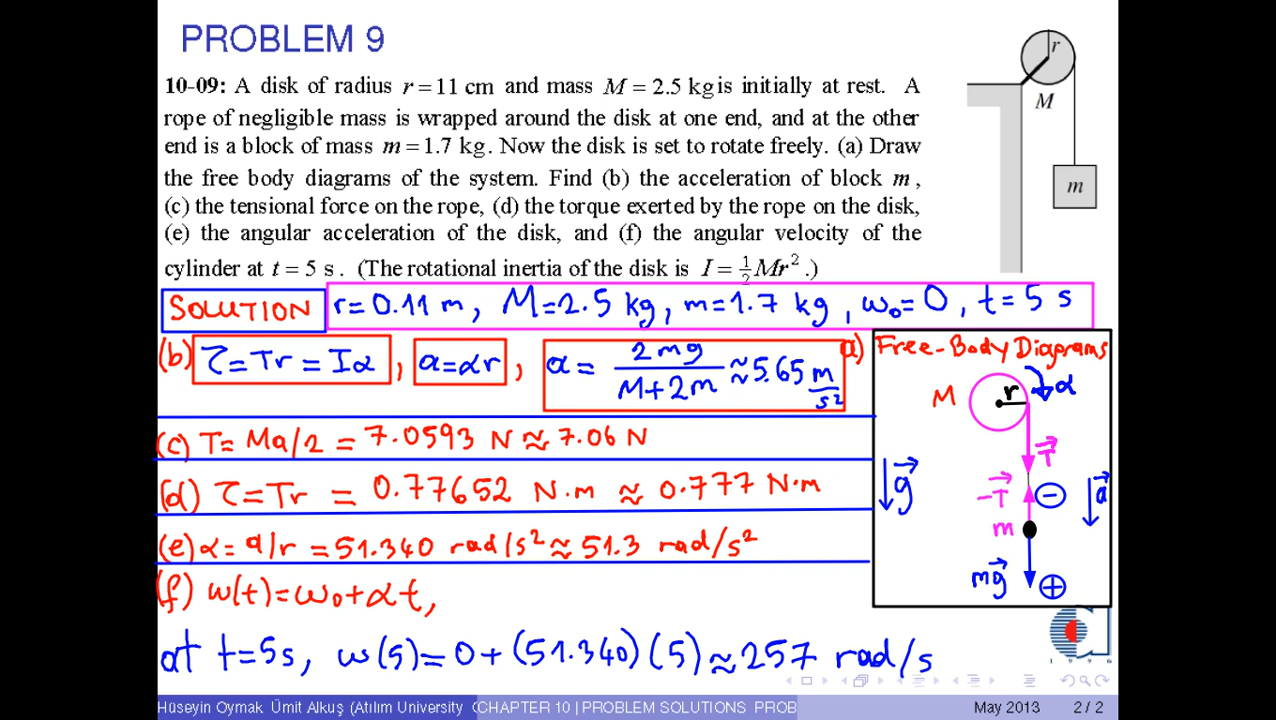 PROBLEM 9
10-09: A disk of radius r = 11 cm and mass M = 2.5 kg is initially at rest. A
rope of negligible mass is wrapped around the disk at one end, and at the other
end is a block of mass m = 1.7 kg. Now the disk is set to rotate freely. (a) Draw
the free body diagrams of the system. Find (b) the acceleration of block m,
(c) the tensional force on the rope, (d) the torque exerted by the rope on the disk,
(e) the angular acceleration of the disk, and (f) the angular velocity of the
cylinder at t = 5 s. (The rotational inertia of the disk is I = ½Mr².)
r
M
m
SOLUTION
r=0.11 m, M=2.5 kg, m=1.7 kg, ω₀=0, t=5 s
(b) τ=Tr=Iα, a=αr, a= 2mg/(M+2m) ≈5.65 m/s²
(c) T= Ma/2 = 7.0593 N ≈ 7.06 N
(d) τ=Tr = 0.77652 N.m ≈ 0.777 N.m
(e) α= a/r = 51.340 rad/s² ≈ 51.3 rad/s²
(f) ω(t)=ω₀+αt,
at t=5s, ω(5)=0+(51.340)(5)≈257 rad/s
a) Free-Body Diagrams
M r α
T⃗
g⃗ -T⃗ − a⃗
m
mg⃗ +
1 9 9 6
Hüseyin Oymak Ümit Alkuş (Atılım University
CHAPTER 10 | PROBLEM SOLUTIONS PROB
May 2013 2 / 2